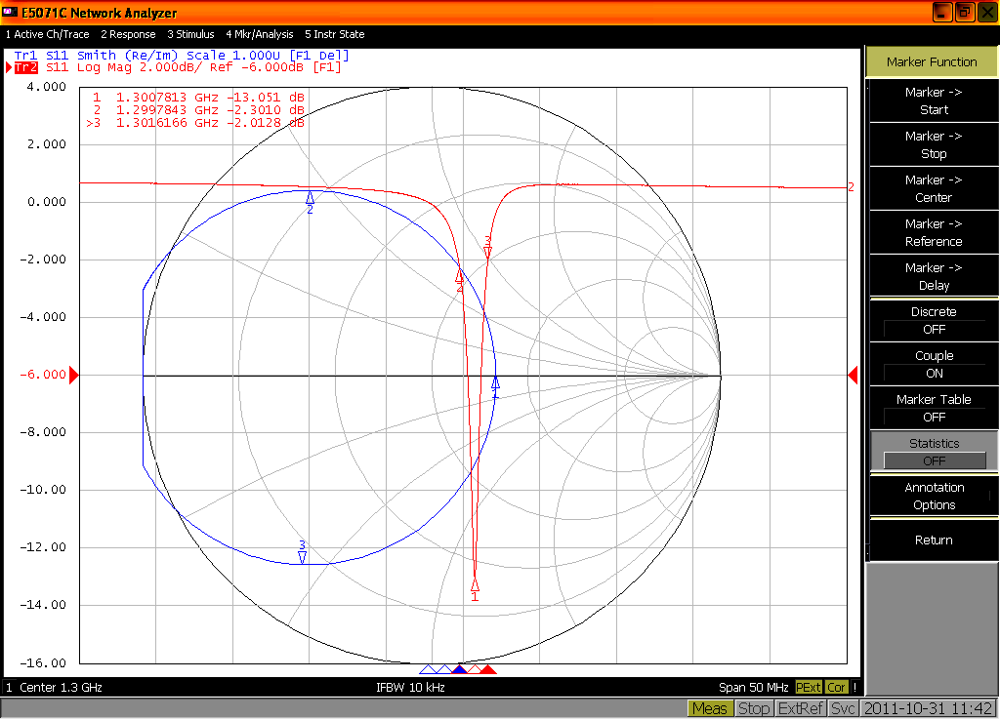 E5071C Network Analyzer
1 Active Ch/Trace 2 Response 3 Stimulus 4 Mkr/Analysis 5 Instr State
Tr1 S11 Smith (Re/Im) Scale 1.000U [F1 Del]
Tr2 S11 Log Mag 2.000dB/ Ref -6.000dB [F1]
1 1.3007813 GHz -13.051 dB
2 1.2997843 GHz -2.3010 dB
>3 1.3016166 GHz -2.0128 dB
4.000
2.000
0.000
-2.000
-4.000
-6.000
-8.000
-10.00
-12.00
-14.00
-16.00
2
2
3
2
1
3
1
1 Center 1.3 GHz
IFBW 10 kHz
Span 50 MHz
PExt Cor !
Marker Function
Marker ->
Start
Marker ->
Stop
Marker ->
Center
Marker ->
Reference
Marker ->
Delay
Discrete
OFF
Couple
ON
Marker Table
OFF
Statistics
OFF
Annotation
Options
Return
Meas Stop ExtRef Svc 2011-10-31 11:42